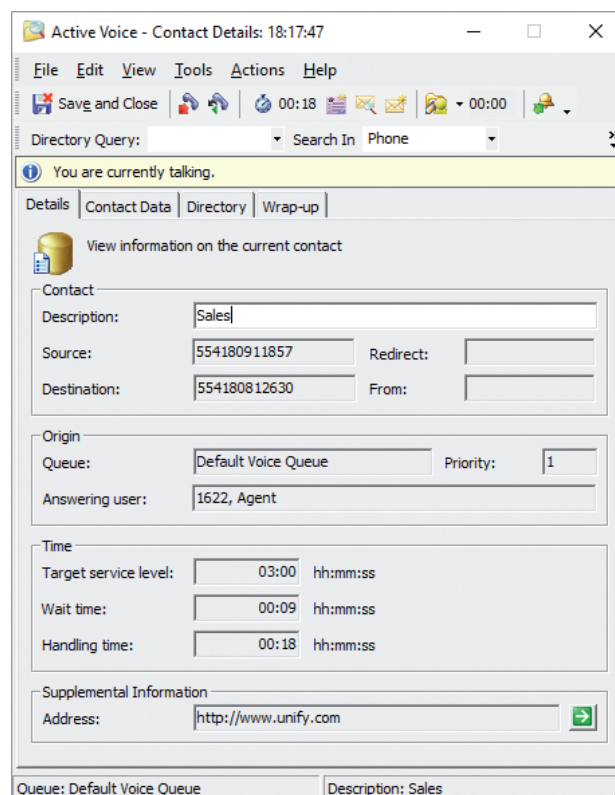 Active Voice - Contact Details: 18:17:47
File Edit View Tools Actions Help
Save and Close 00:18 00:00
Directory Query: Search In Phone
You are currently talking.
Details Contact Data Directory Wrap-up
View information on the current contact
Contact
Description: Sales
Source: 554180911857 Redirect:
Destination: 554180812630 From:
Origin
Queue: Default Voice Queue Priority: 1
Answering user: 1622, Agent
Time
Target service level: 03:00 hh:mm:ss
Wait time: 00:09 hh:mm:ss
Handling time: 00:18 hh:mm:ss
Supplemental Information
Address: http://www.unify.com
Queue: Default Voice Queue Description: Sales